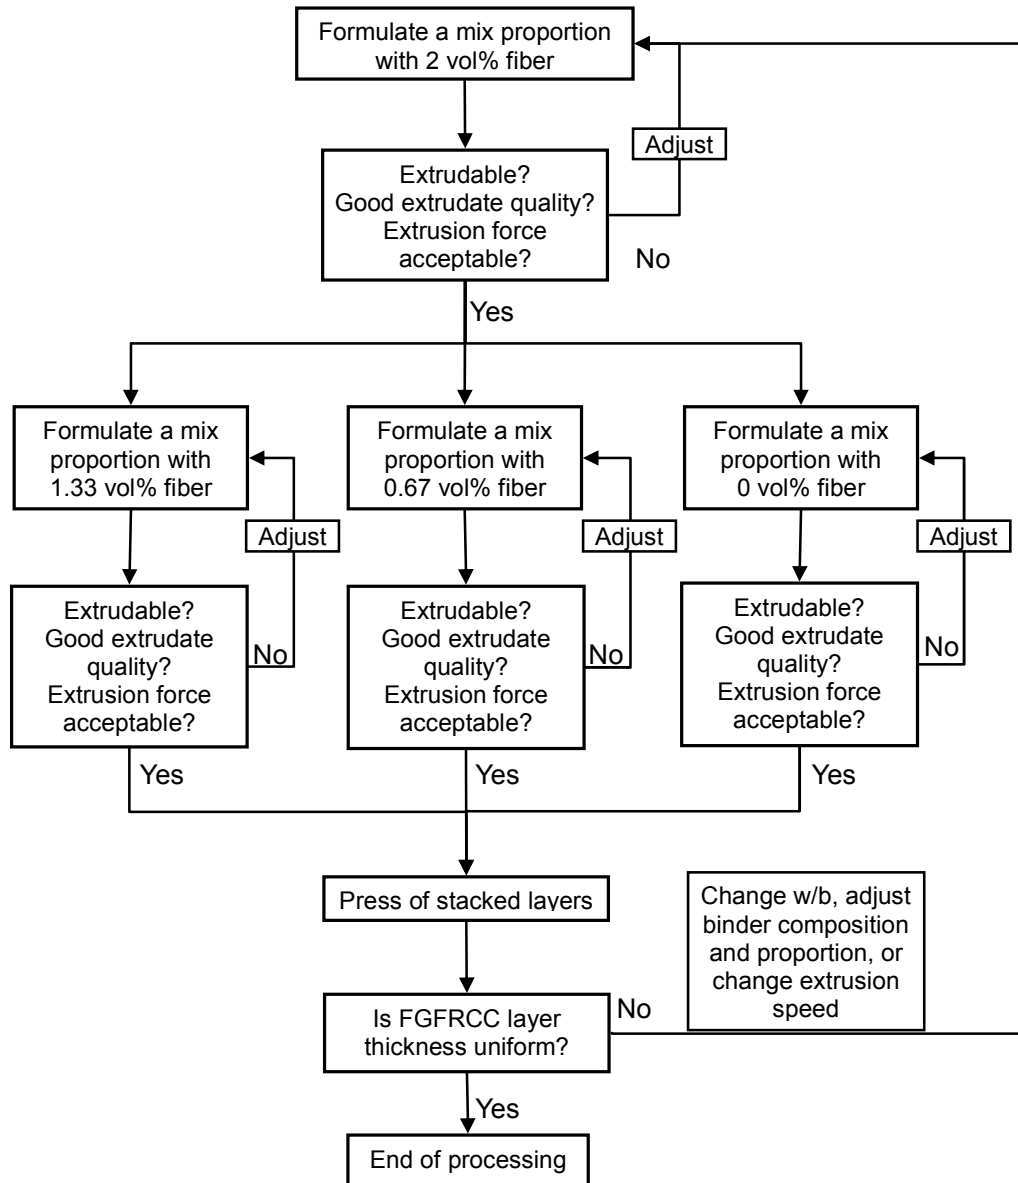 Formulate a mix proportion
with 2 vol% fiber
Adjust
Extrudable?
Good extrudate quality?
Extrusion force
acceptable?
No
Yes
Formulate a mix
proportion with
1.33 vol% fiber
Formulate a mix
proportion with
0.67 vol% fiber
Formulate a mix
proportion with
0 vol% fiber
Adjust
Adjust
Adjust
Extrudable?
Good extrudate
quality?
Extrusion force
acceptable?
No
Extrudable?
Good extrudate
quality?
Extrusion force
acceptable?
No
Extrudable?
Good extrudate
quality?
Extrusion force
acceptable?
No
Yes
Yes
Yes
Press of stacked layers
Change w/b, adjust
binder composition
and proportion, or
change extrusion
speed
Is FGFRCC layer
thickness uniform?
No
Yes
End of processing